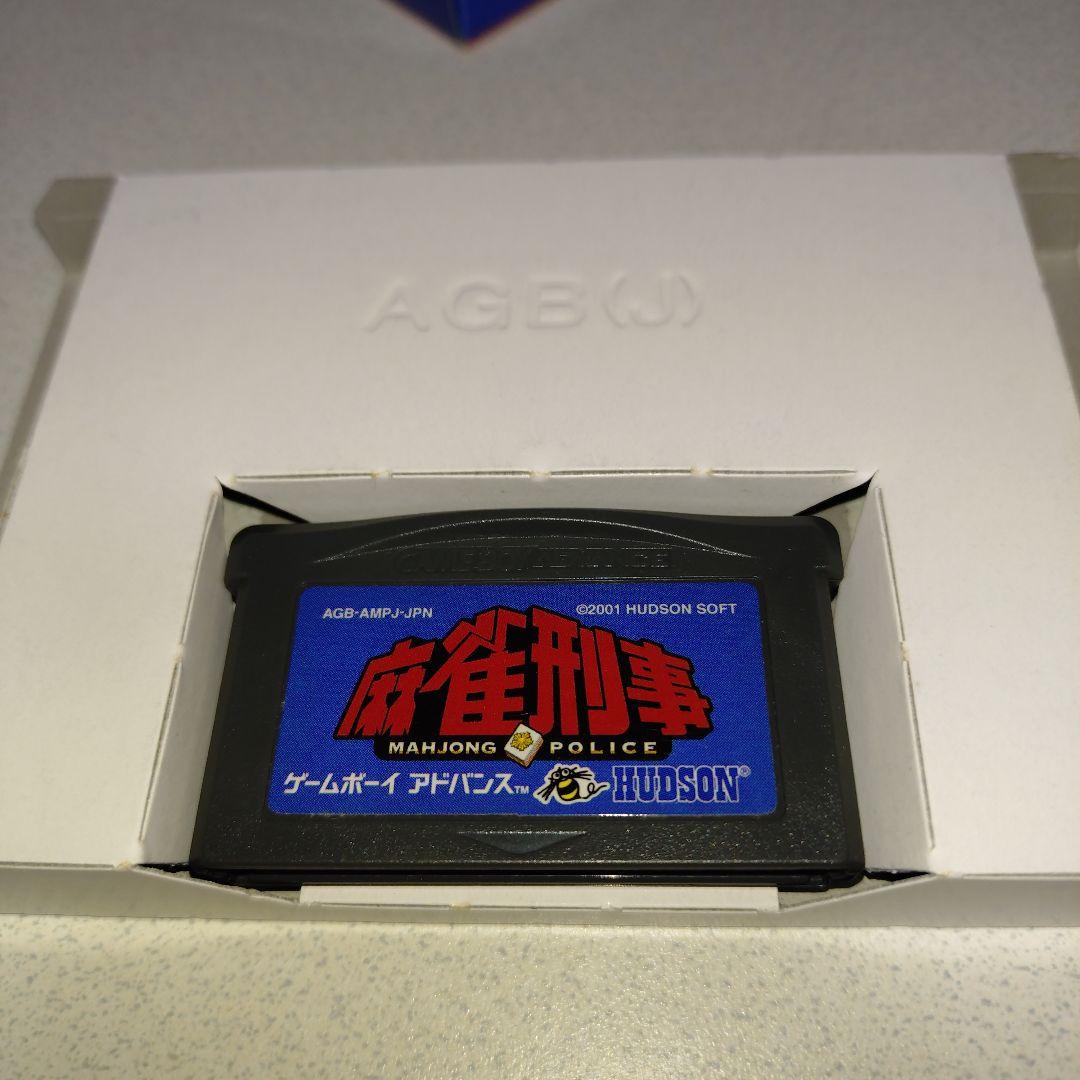 AGB(J)
GAME BOY ADVANCE
AGB-AMPJ-JPN ©2001 HUDSON SOFT
麻雀刑事
MAHJONG POLICE
ゲームボーイ アドバンス™ HUDSON®